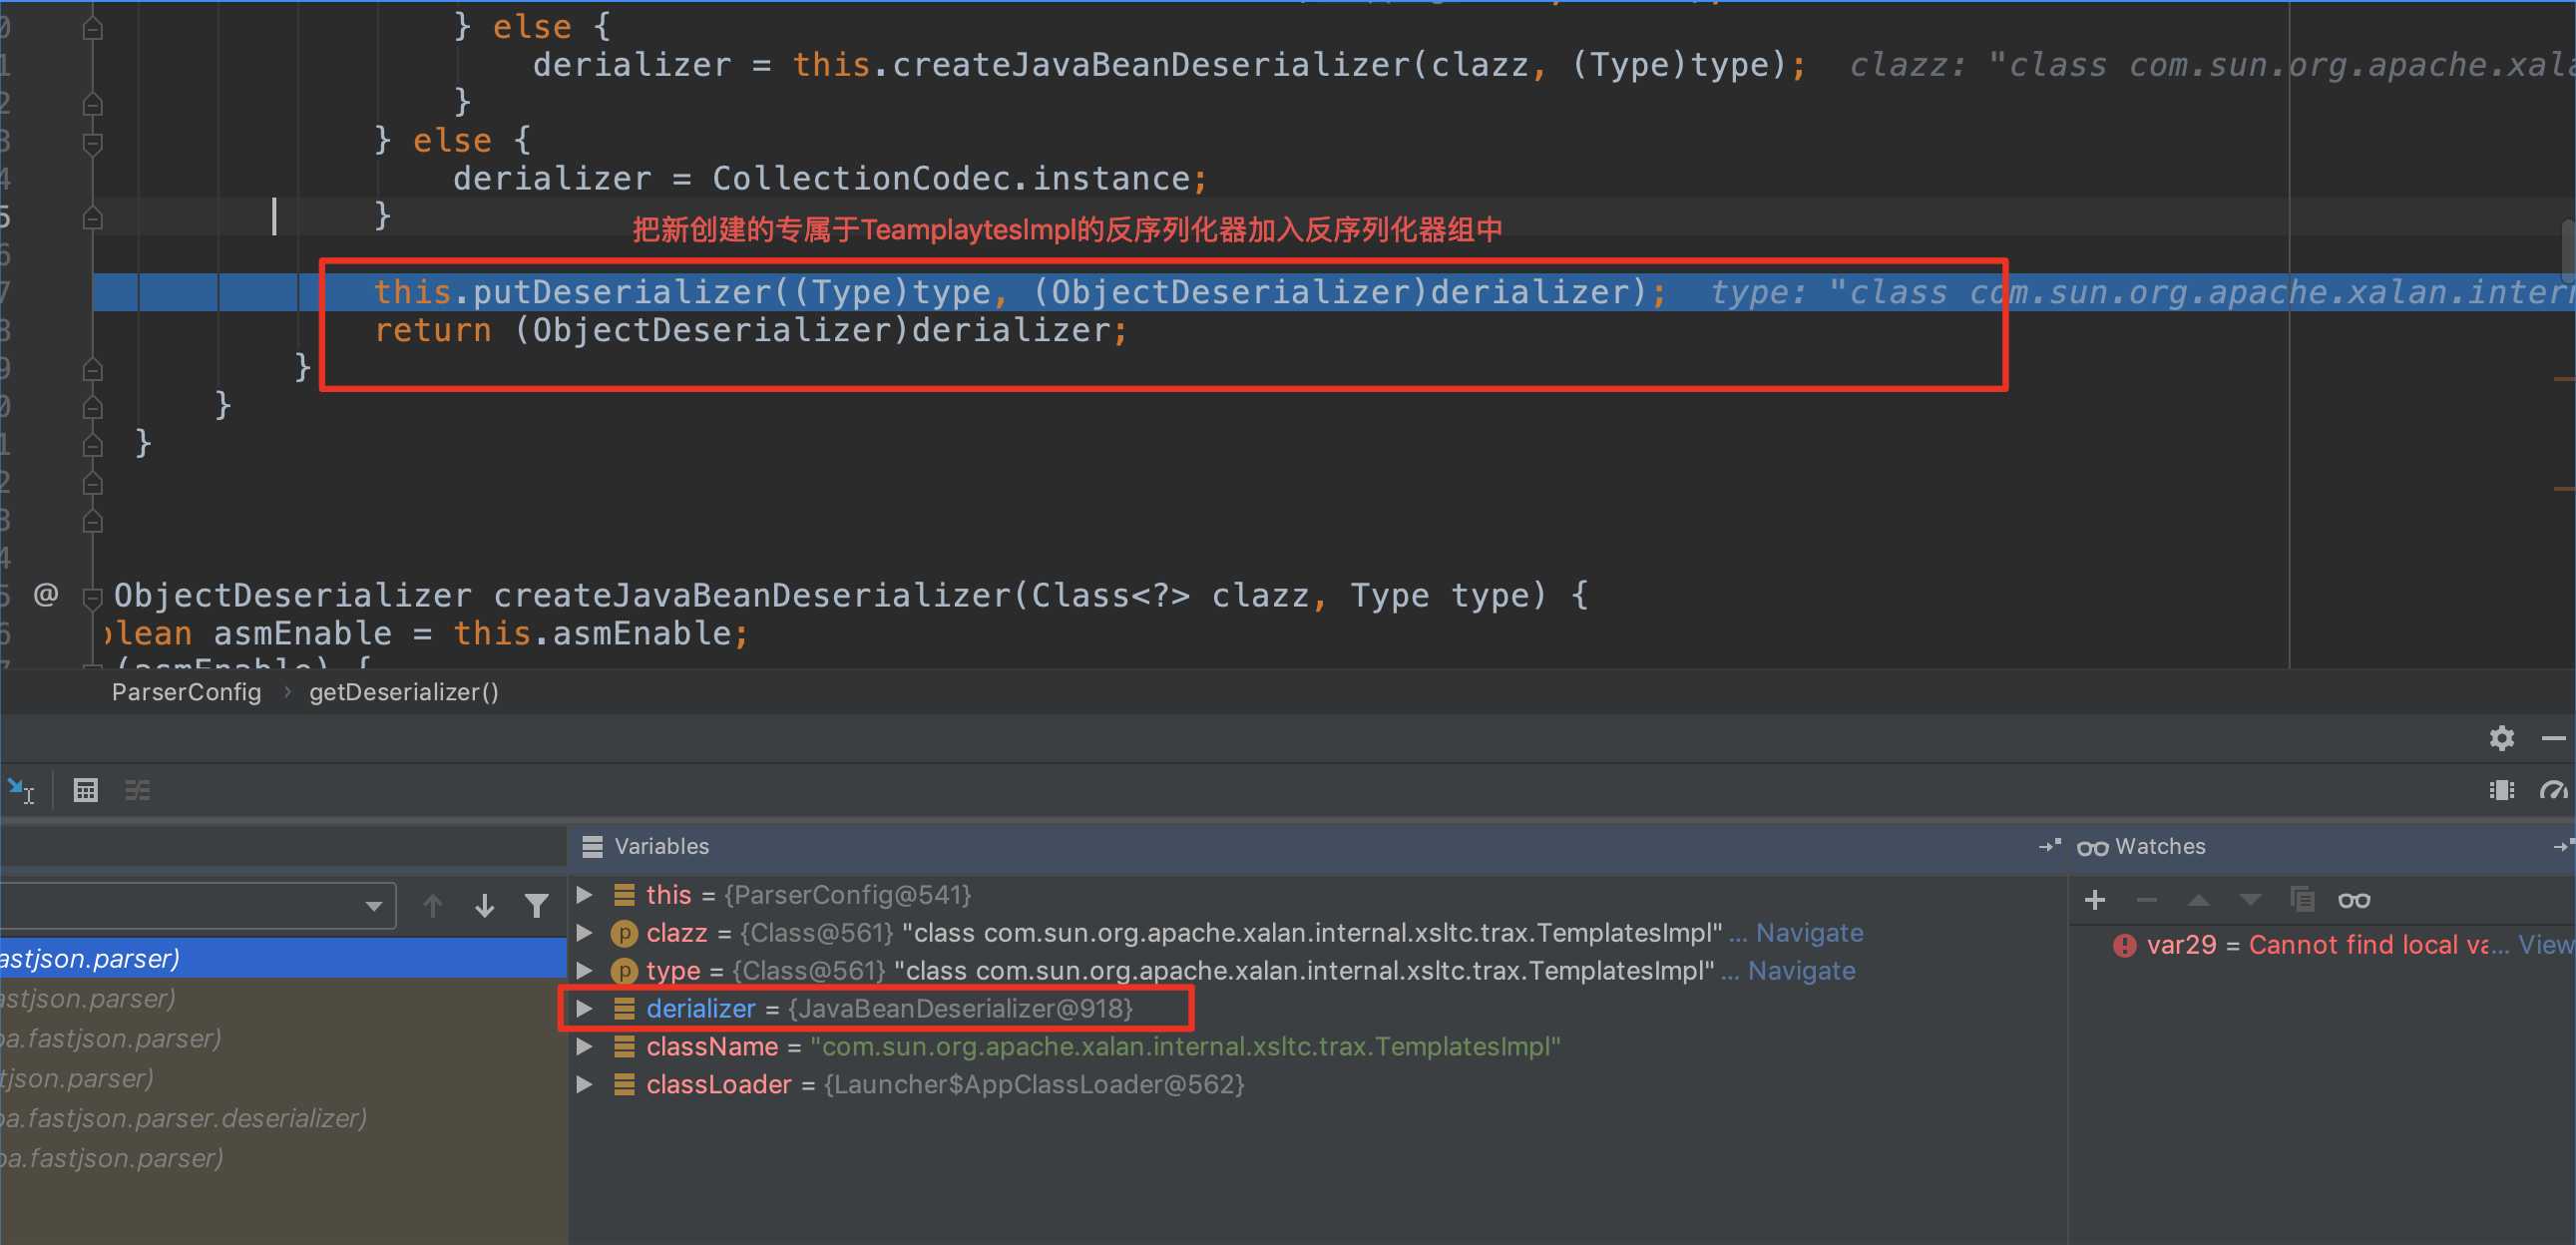 } else {
derializer = this.createJavaBeanDeserializer(clazz, (Type)type); clazz: "class com.sun.org.apache.xala
}
} else {
derializer = CollectionCodec.instance;
}
把新创建的专属于TeamplaytesImpl的反序列化器加入反序列化器组中
this.putDeserializer((Type)type, (ObjectDeserializer)derializer); type: "class com.sun.org.apache.xalan.intern
return (ObjectDeserializer)derializer;
}
}
}
@ ObjectDeserializer createJavaBeanDeserializer(Class<?> clazz, Type type) {
olean asmEnable = this.asmEnable;
(asmEnable) {
ParserConfig › getDeserializer()
Variables
Watches
this = {ParserConfig@541}
clazz = {Class@561} "class com.sun.org.apache.xalan.internal.xsltc.trax.TemplatesImpl" ... Navigate
type = {Class@561} "class com.sun.org.apache.xalan.internal.xsltc.trax.TemplatesImpl" ... Navigate
derializer = {JavaBeanDeserializer@918}
className = "com.sun.org.apache.xalan.internal.xsltc.trax.TemplatesImpl"
classLoader = {Launcher$AppClassLoader@562}
var29 = Cannot find local va... View
astjson.parser)
astjson.parser)
ba.fastjson.parser)
tjson.parser)
ba.fastjson.parser.deserializer)
ba.fastjson.parser)